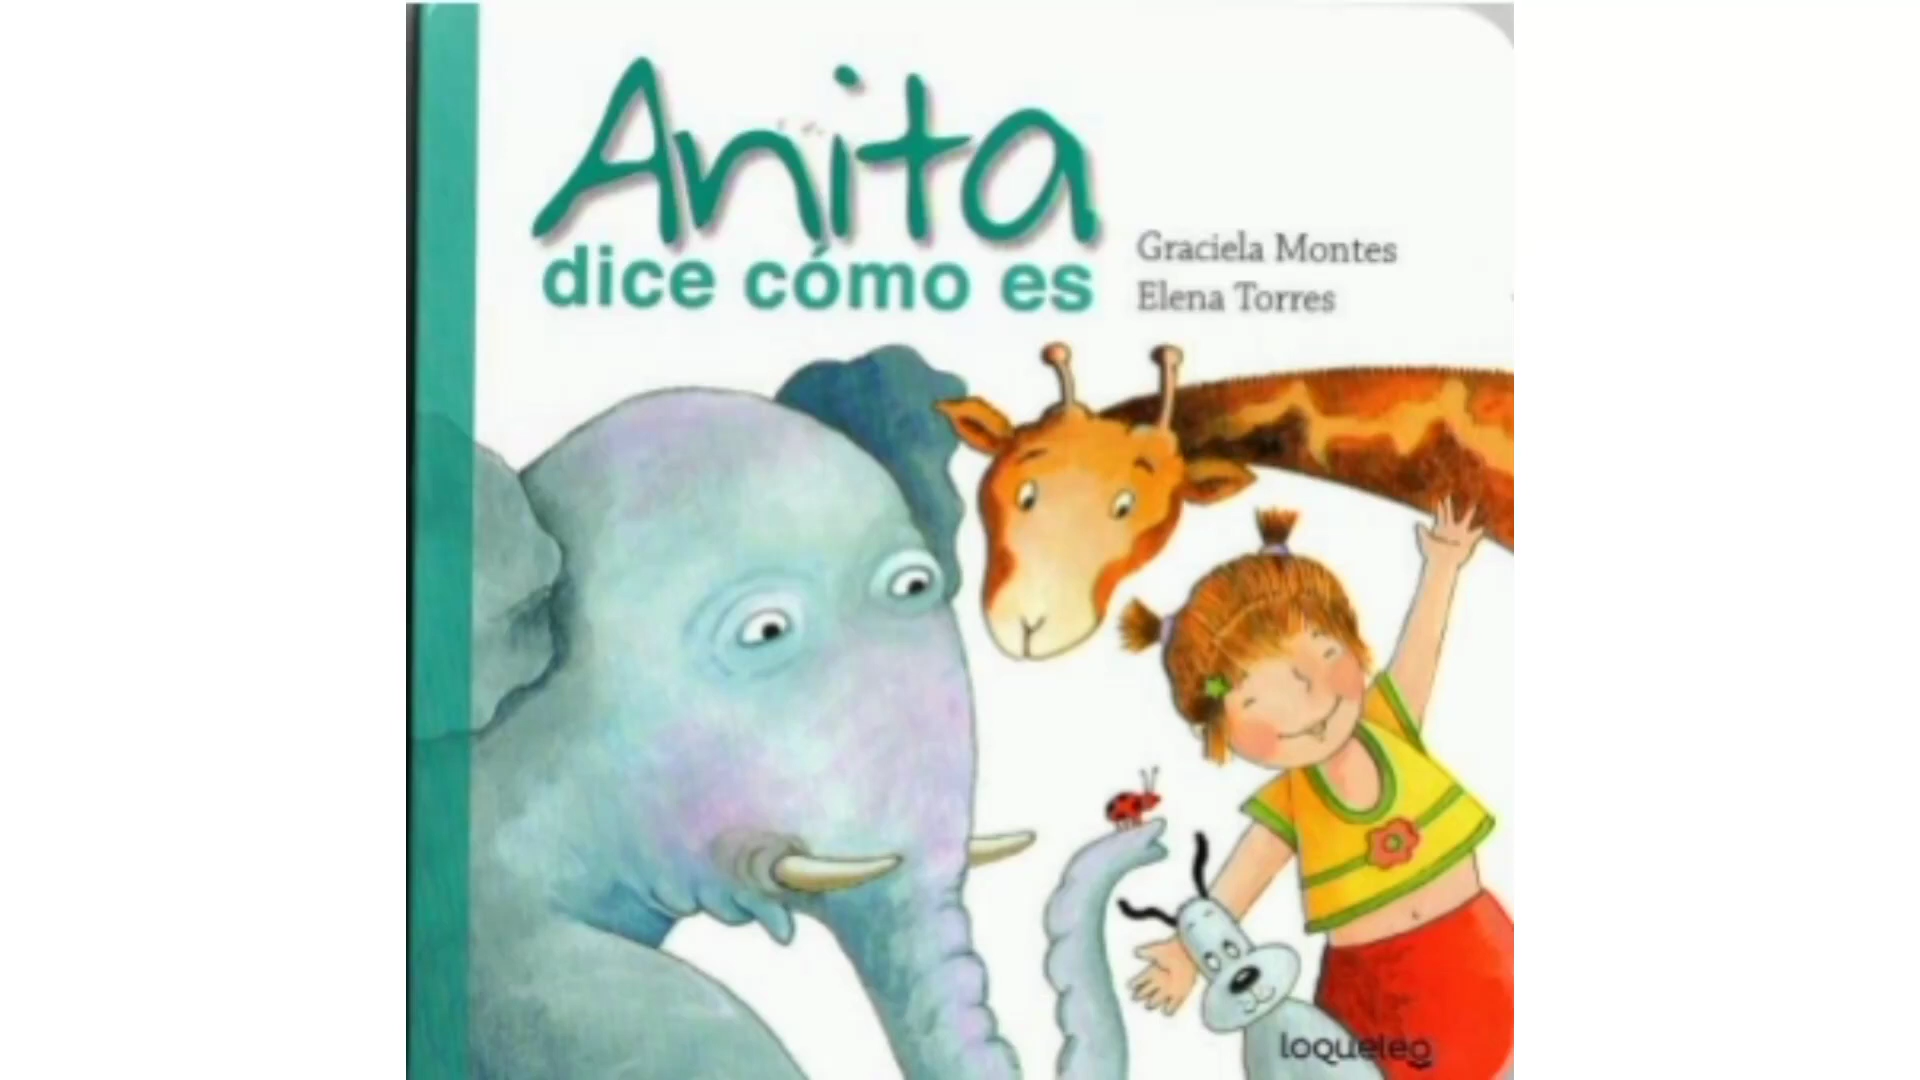 Anita
dice cómo es
Graciela Montes
Elena Torres
loqueleo